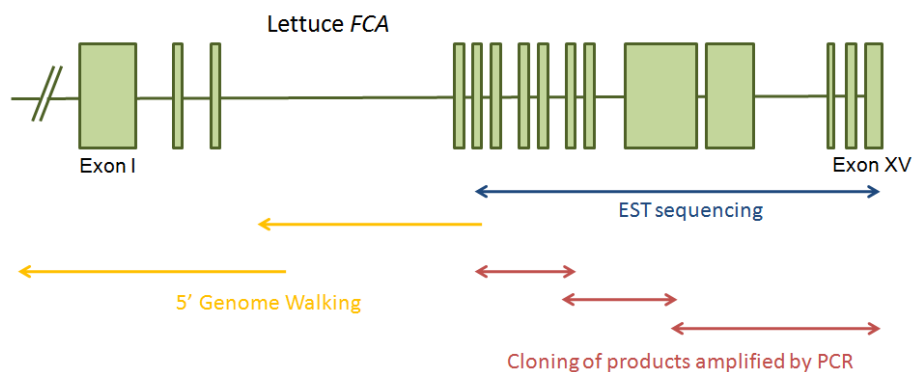 Lettuce FCA
Exon I
Exon XV
EST sequencing
5’ Genome Walking
Cloning of products amplified by PCR